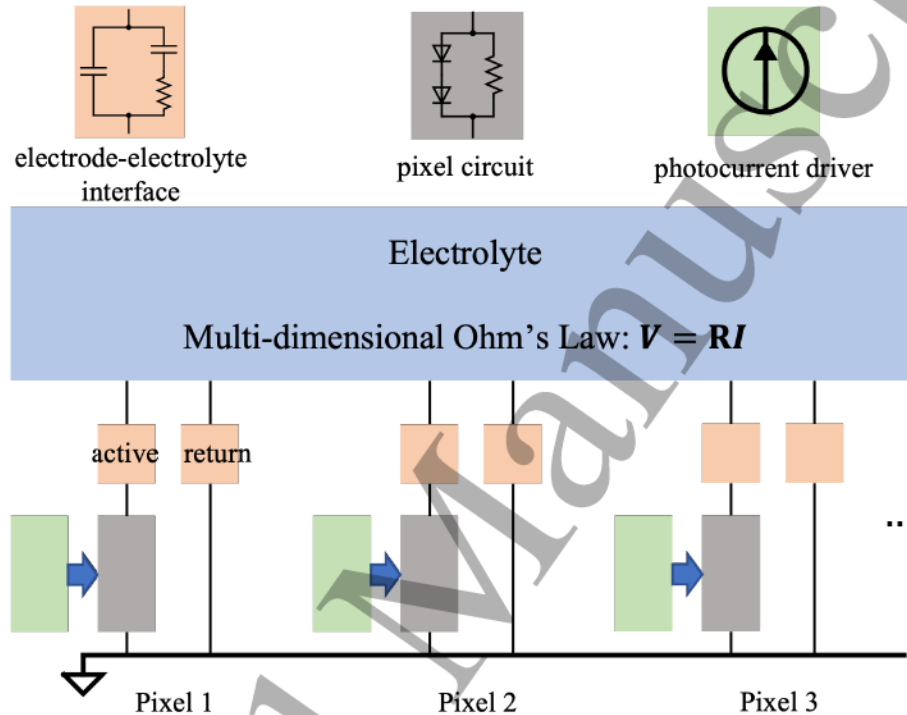 electrode-electrolyte
interface
pixel circuit
photocurrent driver
Electrolyte
Multi-dimensional Ohm's Law: V = RI
active return
..
Pixel 1 Pixel 2 Pixel 3
Manuscri